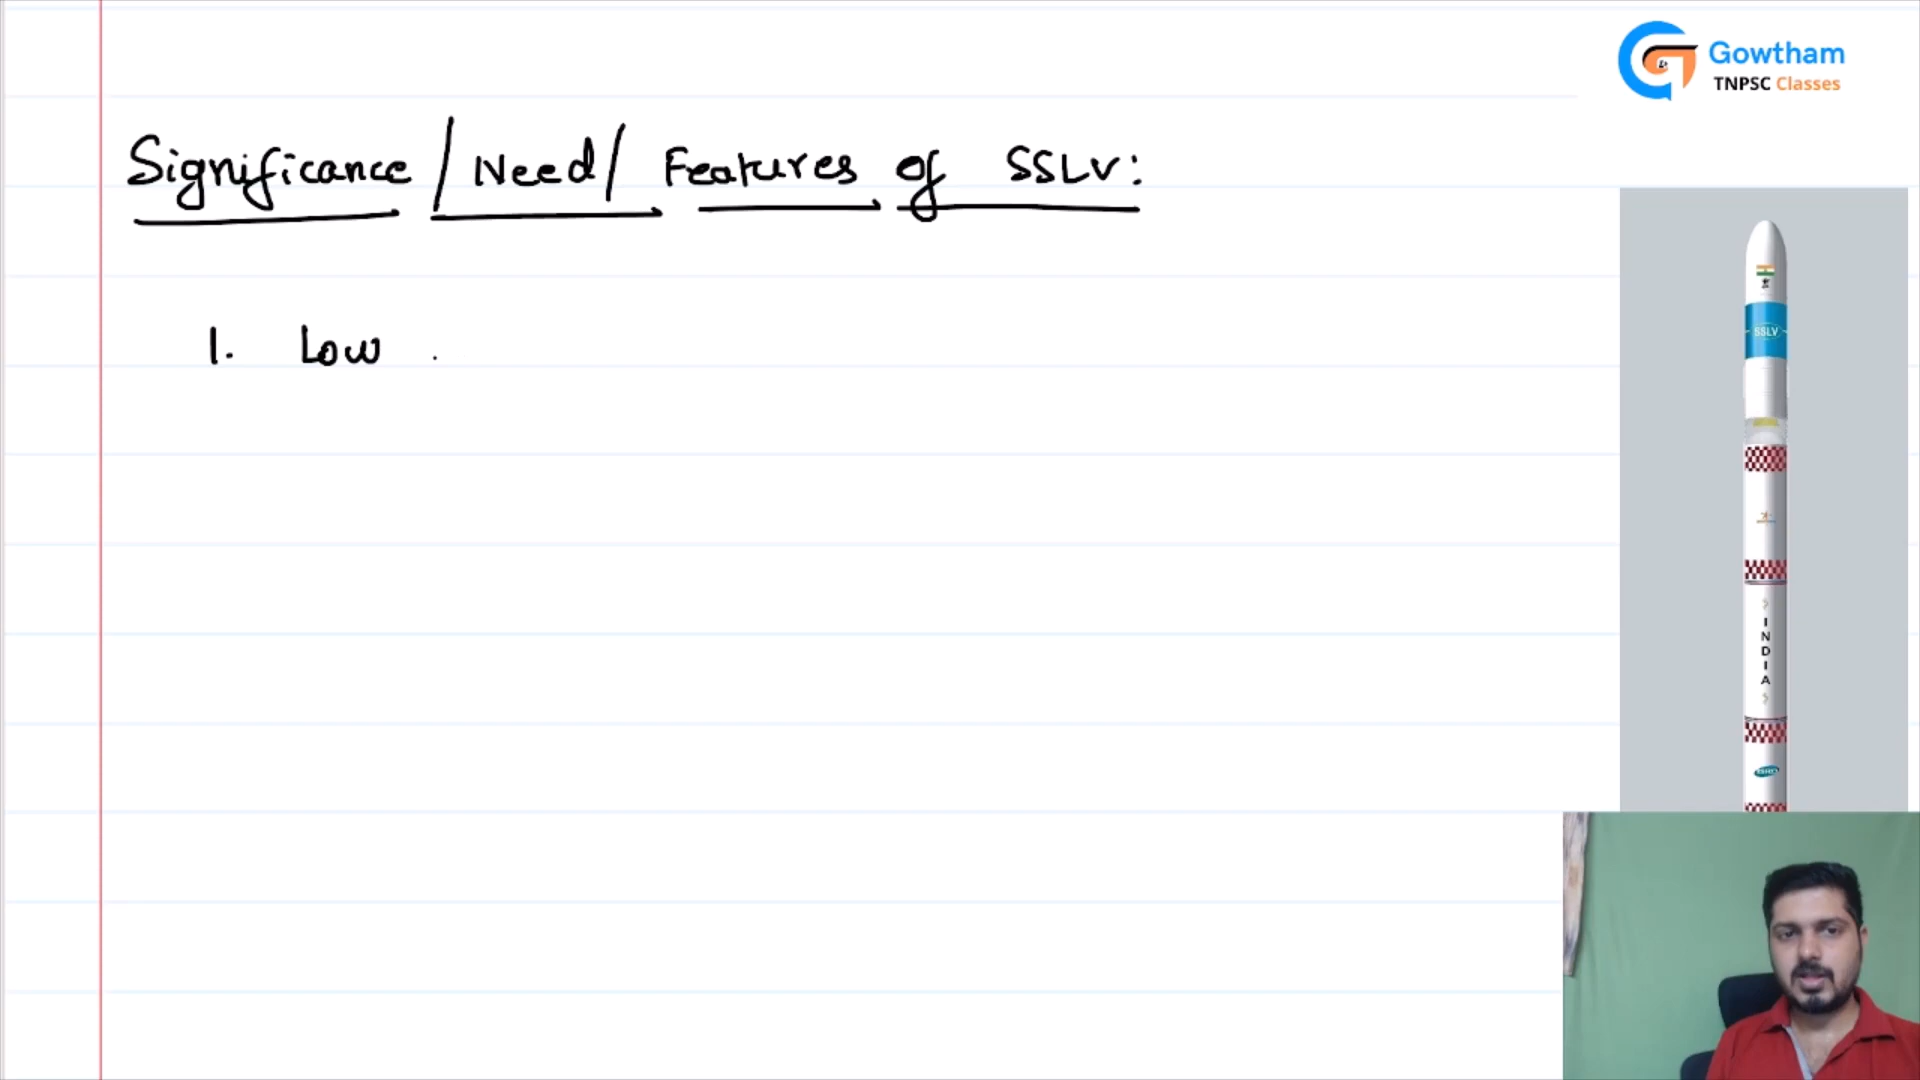 Gowtham
TNPSC Classes
Significance / Need / Features of SSLV:
1. Low
SSLV
INDIA